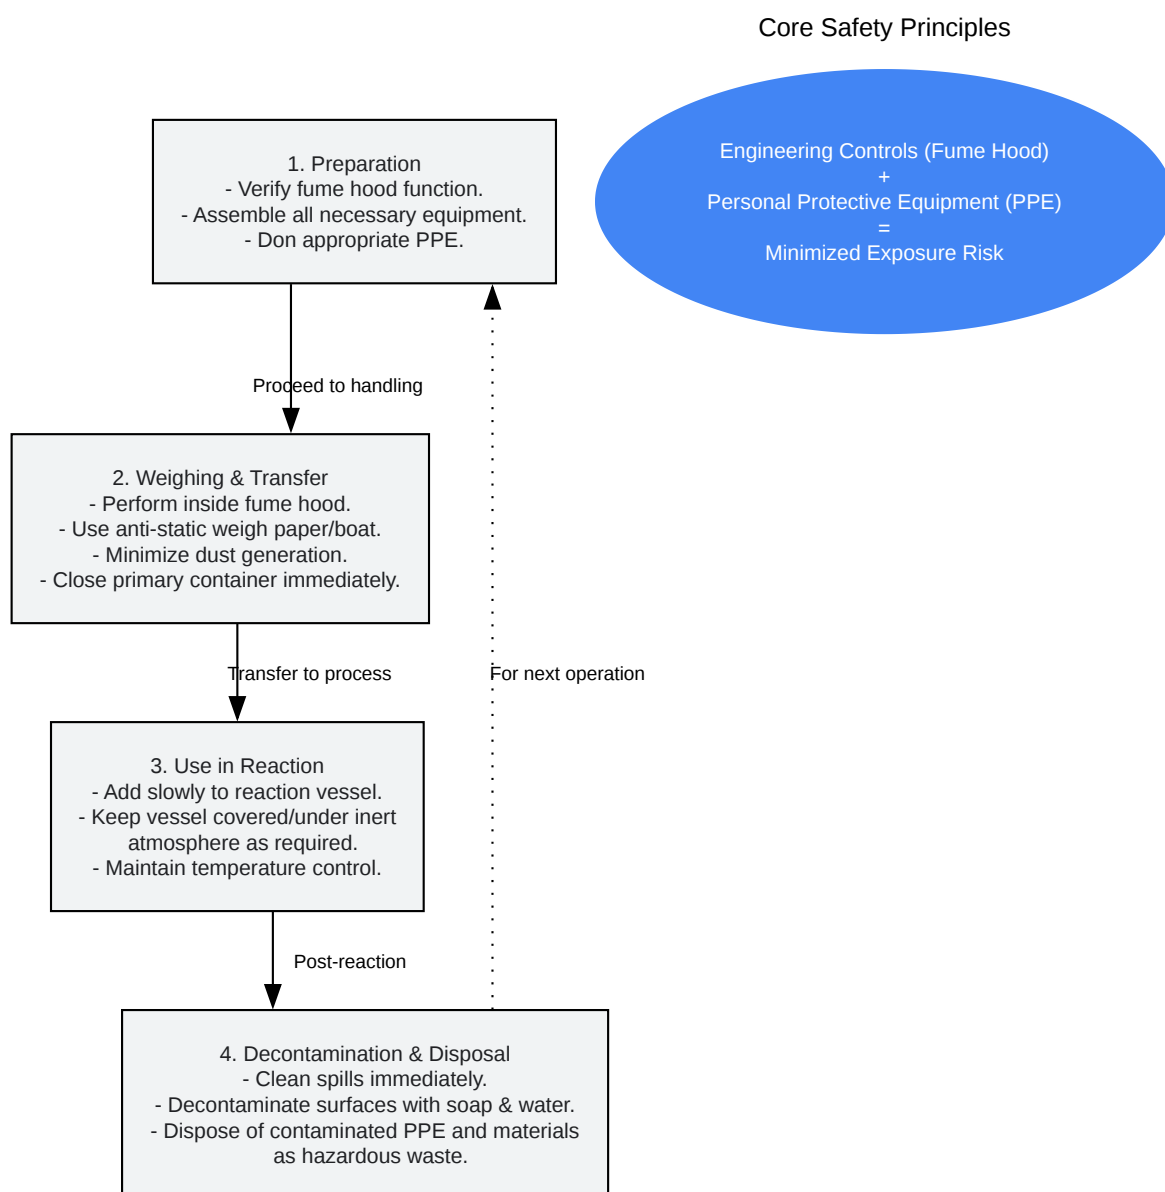 Core Safety Principles
Engineering Controls (Fume Hood)
+
Personal Protective Equipment (PPE)
=
Minimized Exposure Risk
1. Preparation
- Verify fume hood function.
- Assemble all necessary equipment.
- Don appropriate PPE.
Proceed to handling
2. Weighing & Transfer
- Perform inside fume hood.
- Use anti-static weigh paper/boat.
- Minimize dust generation.
- Close primary container immediately.
Transfer to process
For next operation
3. Use in Reaction
- Add slowly to reaction vessel.
- Keep vessel covered/under inert
atmosphere as required.
- Maintain temperature control.
Post-reaction
4. Decontamination & Disposal
- Clean spills immediately.
- Decontaminate surfaces with soap & water.
- Dispose of contaminated PPE and materials
as hazardous waste.